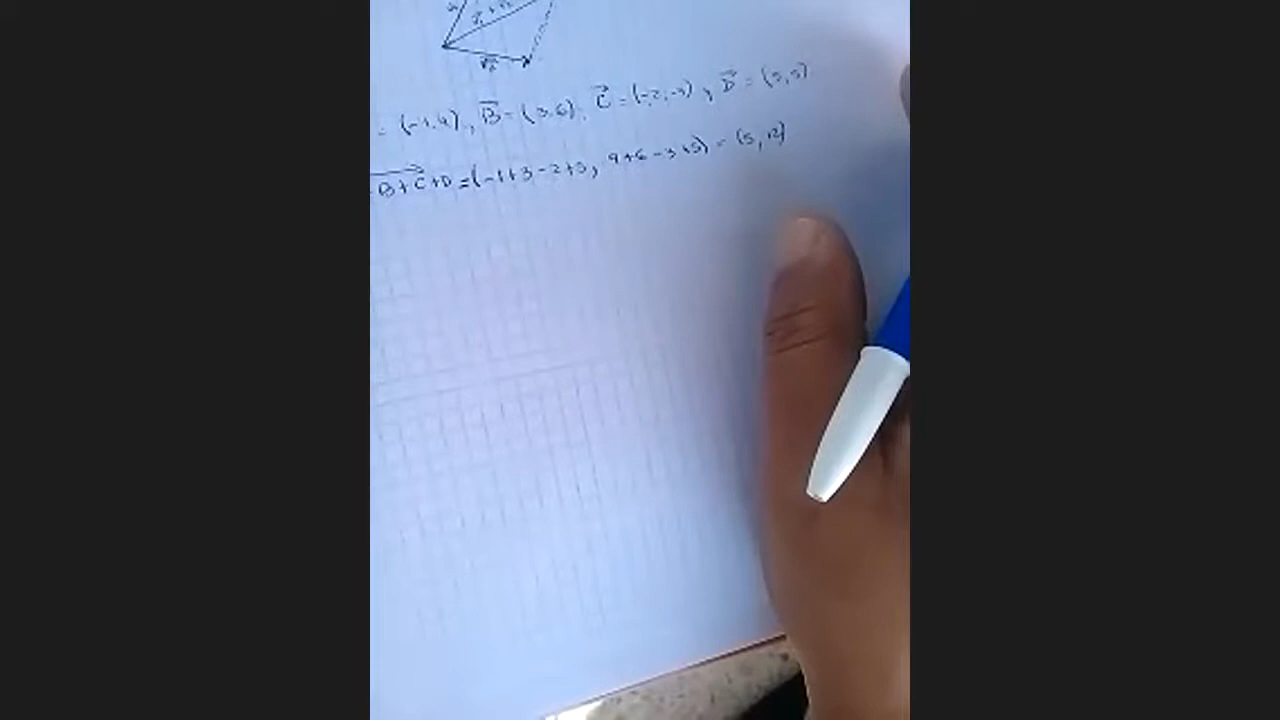 = (-1,4), B = (3,6), C = (-2,-3), D = (5,5)
B+C+D = (-1+3-2+5, 4+6-3+5) = (5,12)